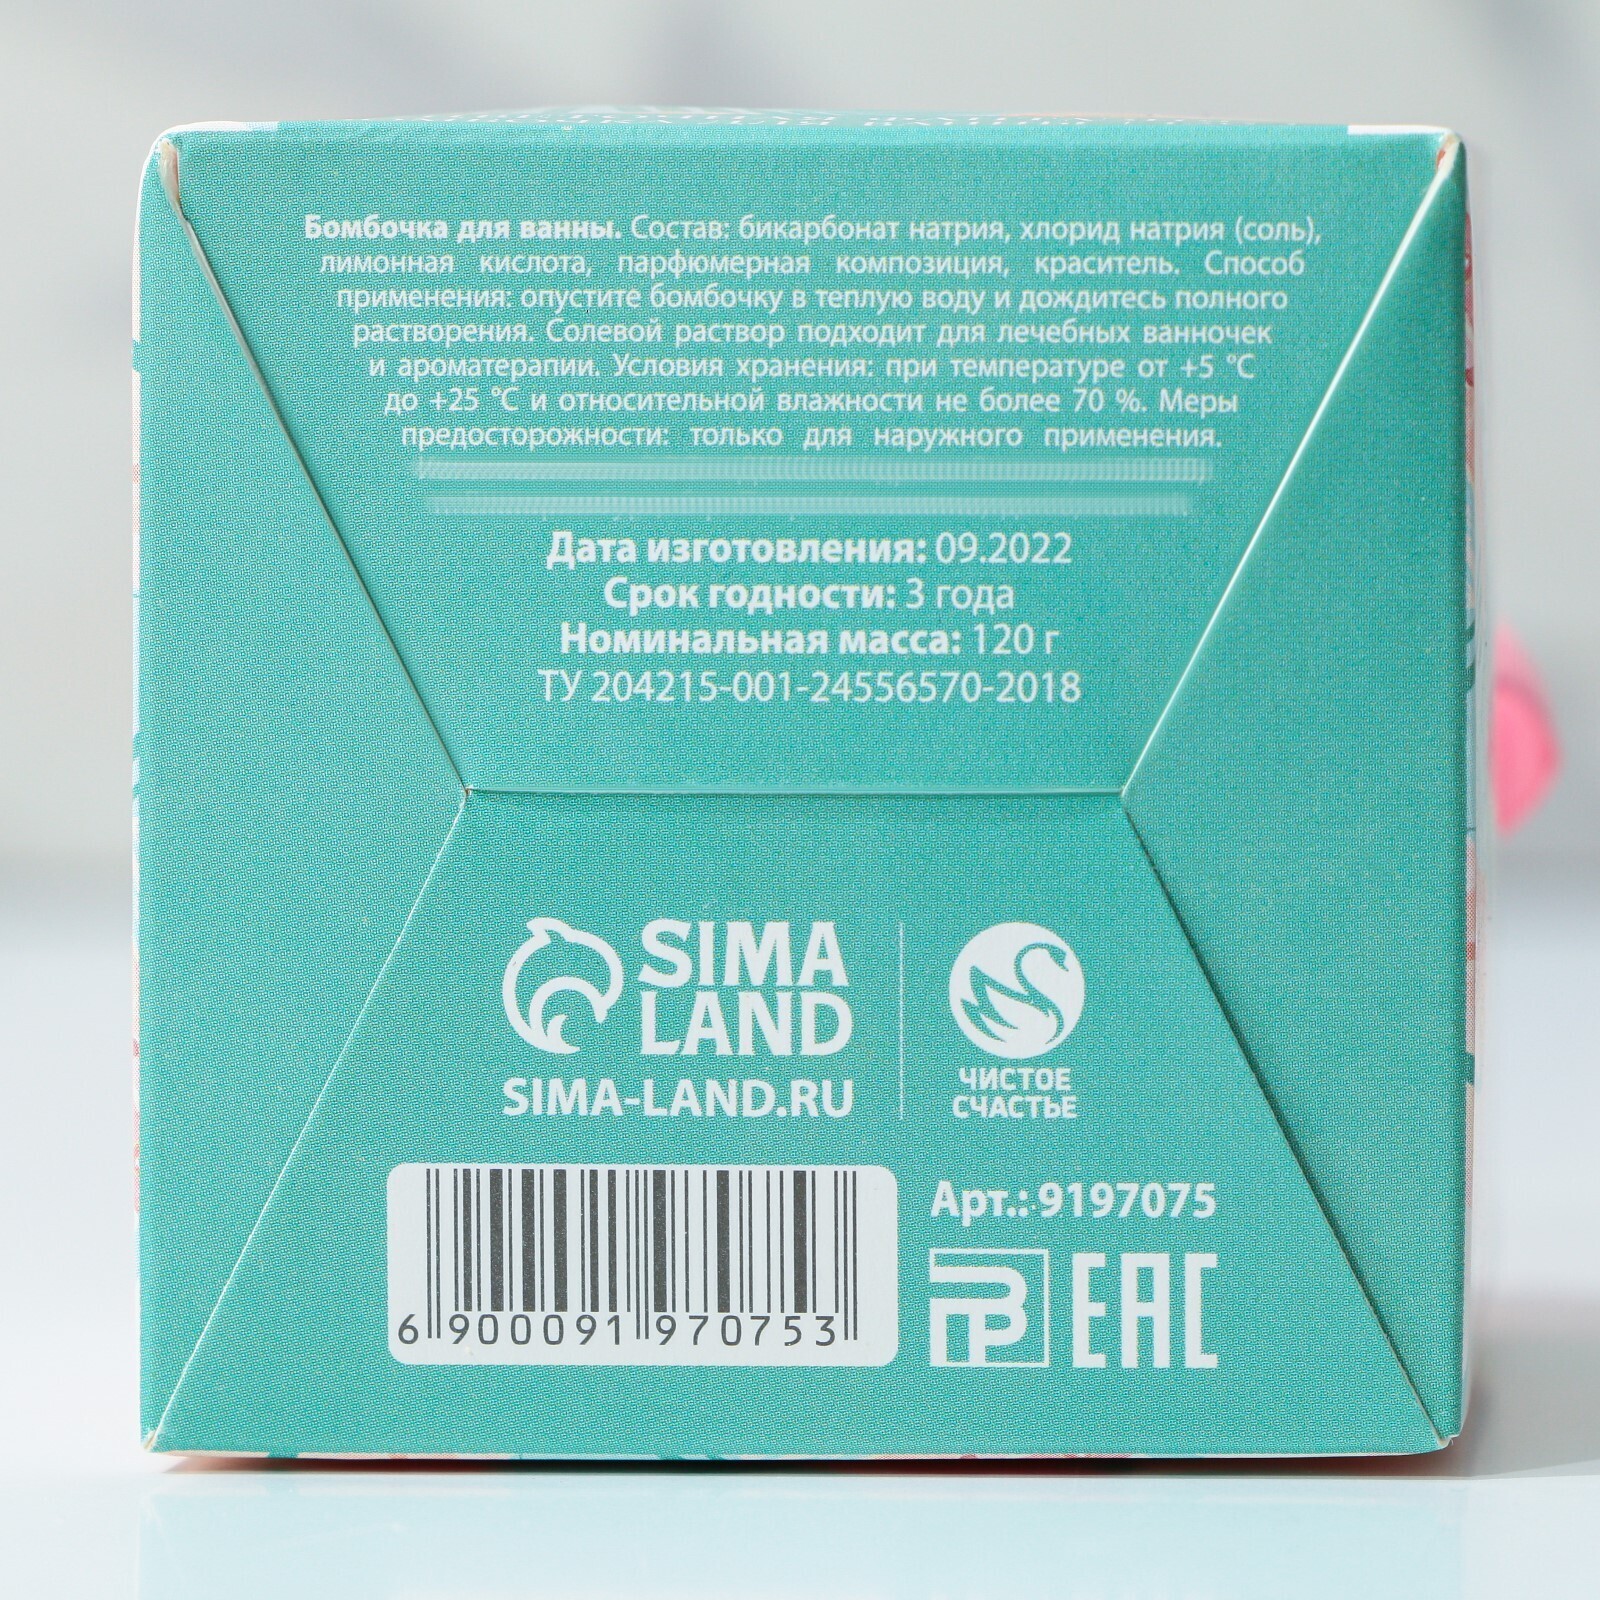 Бомбочка для ванны. Состав: бикарбонат натрия, хлорид натрия (соль),
лимонная кислота, парфюмерная композиция, краситель. Способ
применения: опустите бомбочку в теплую воду и дождитесь полного
растворения. Солевой раствор подходит для лечебных ванночек
и ароматерапии. Условия хранения: при температуре от +5 °С
до +25 °С и относительной влажности не более 70 %. Меры
предосторожности: только для наружного применения.
Дата изготовления: 09.2022
Срок годности: 3 года
Номинальная масса: 120 г
ТУ 204215-001-24556570-2018
SIMA
LAND
SIMA-LAND.RU
ЧИСТОЕ
СЧАСТЬЕ
Арт.: 9197075
6 900091 970753
РВ
EAC